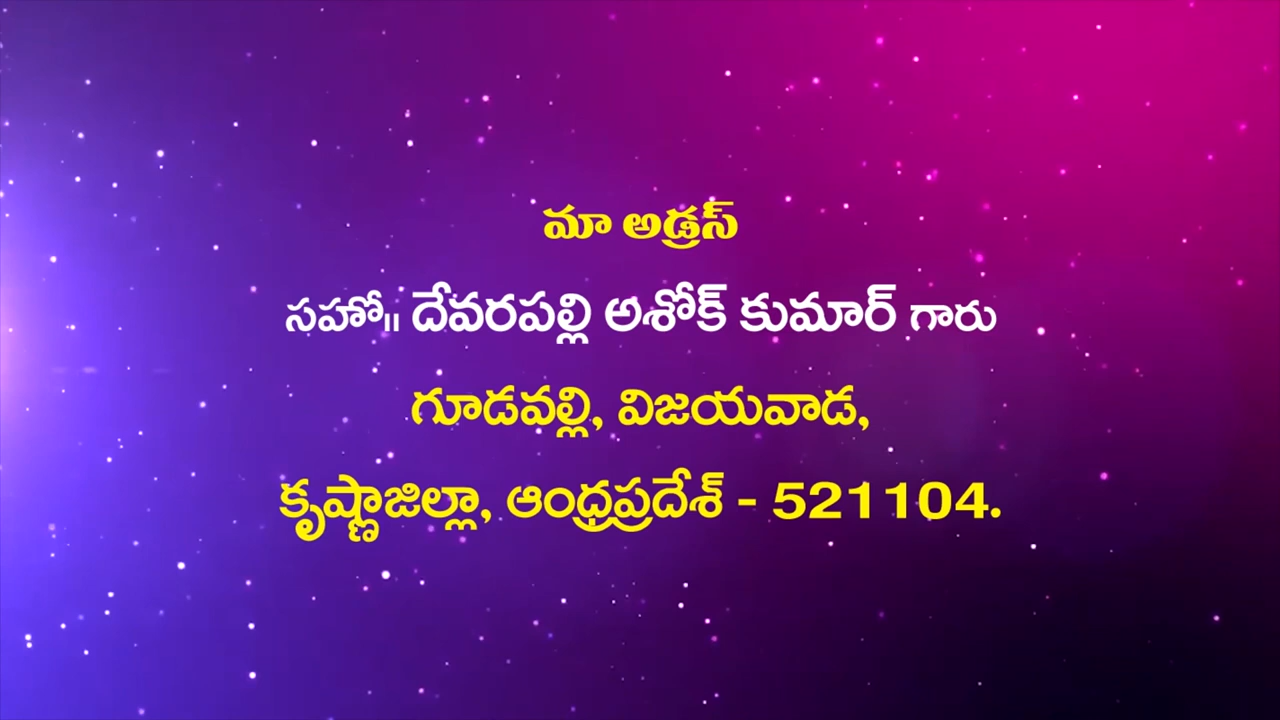 మా అడ్రస్
సహో॥ దేవరపల్లి అశోక్ కుమార్ గారు
గూడవల్లి, విజయవాడ,
కృష్ణాజిల్లా, ఆంధ్రప్రదేశ్ - 521104.